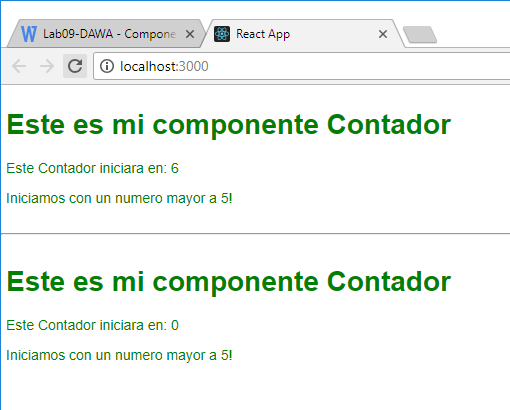 Lab09-DAWA - Compone
React App
localhost:3000
Este es mi componente Contador
Este Contador iniciara en: 6
Iniciamos con un numero mayor a 5!
Este es mi componente Contador
Este Contador iniciara en: 0
Iniciamos con un numero mayor a 5!